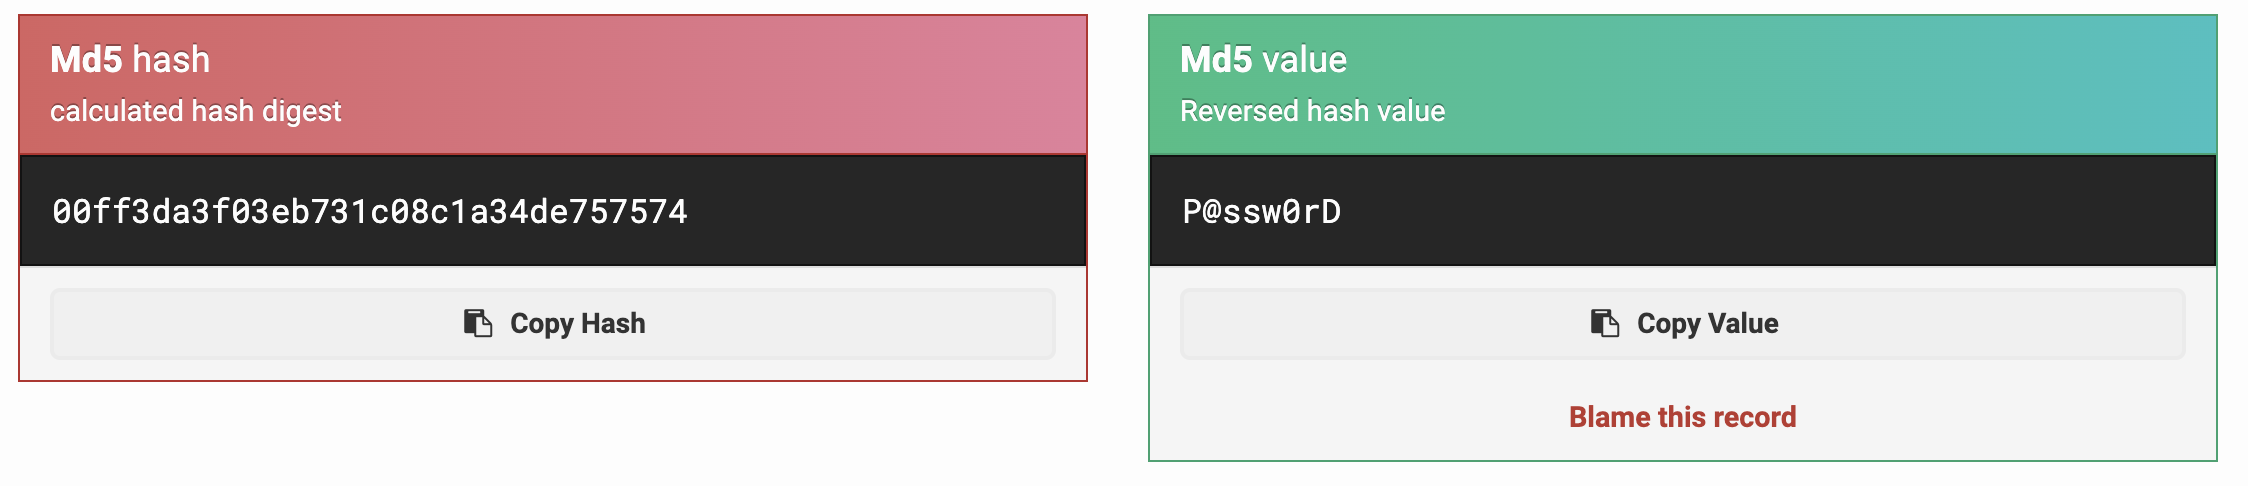 Md5 hash
calculated hash digest
00ff3da3f03eb731c08c1a34de757574
Copy Hash
Md5 value
Reversed hash value
P@ssw0rD
Copy Value
Blame this record